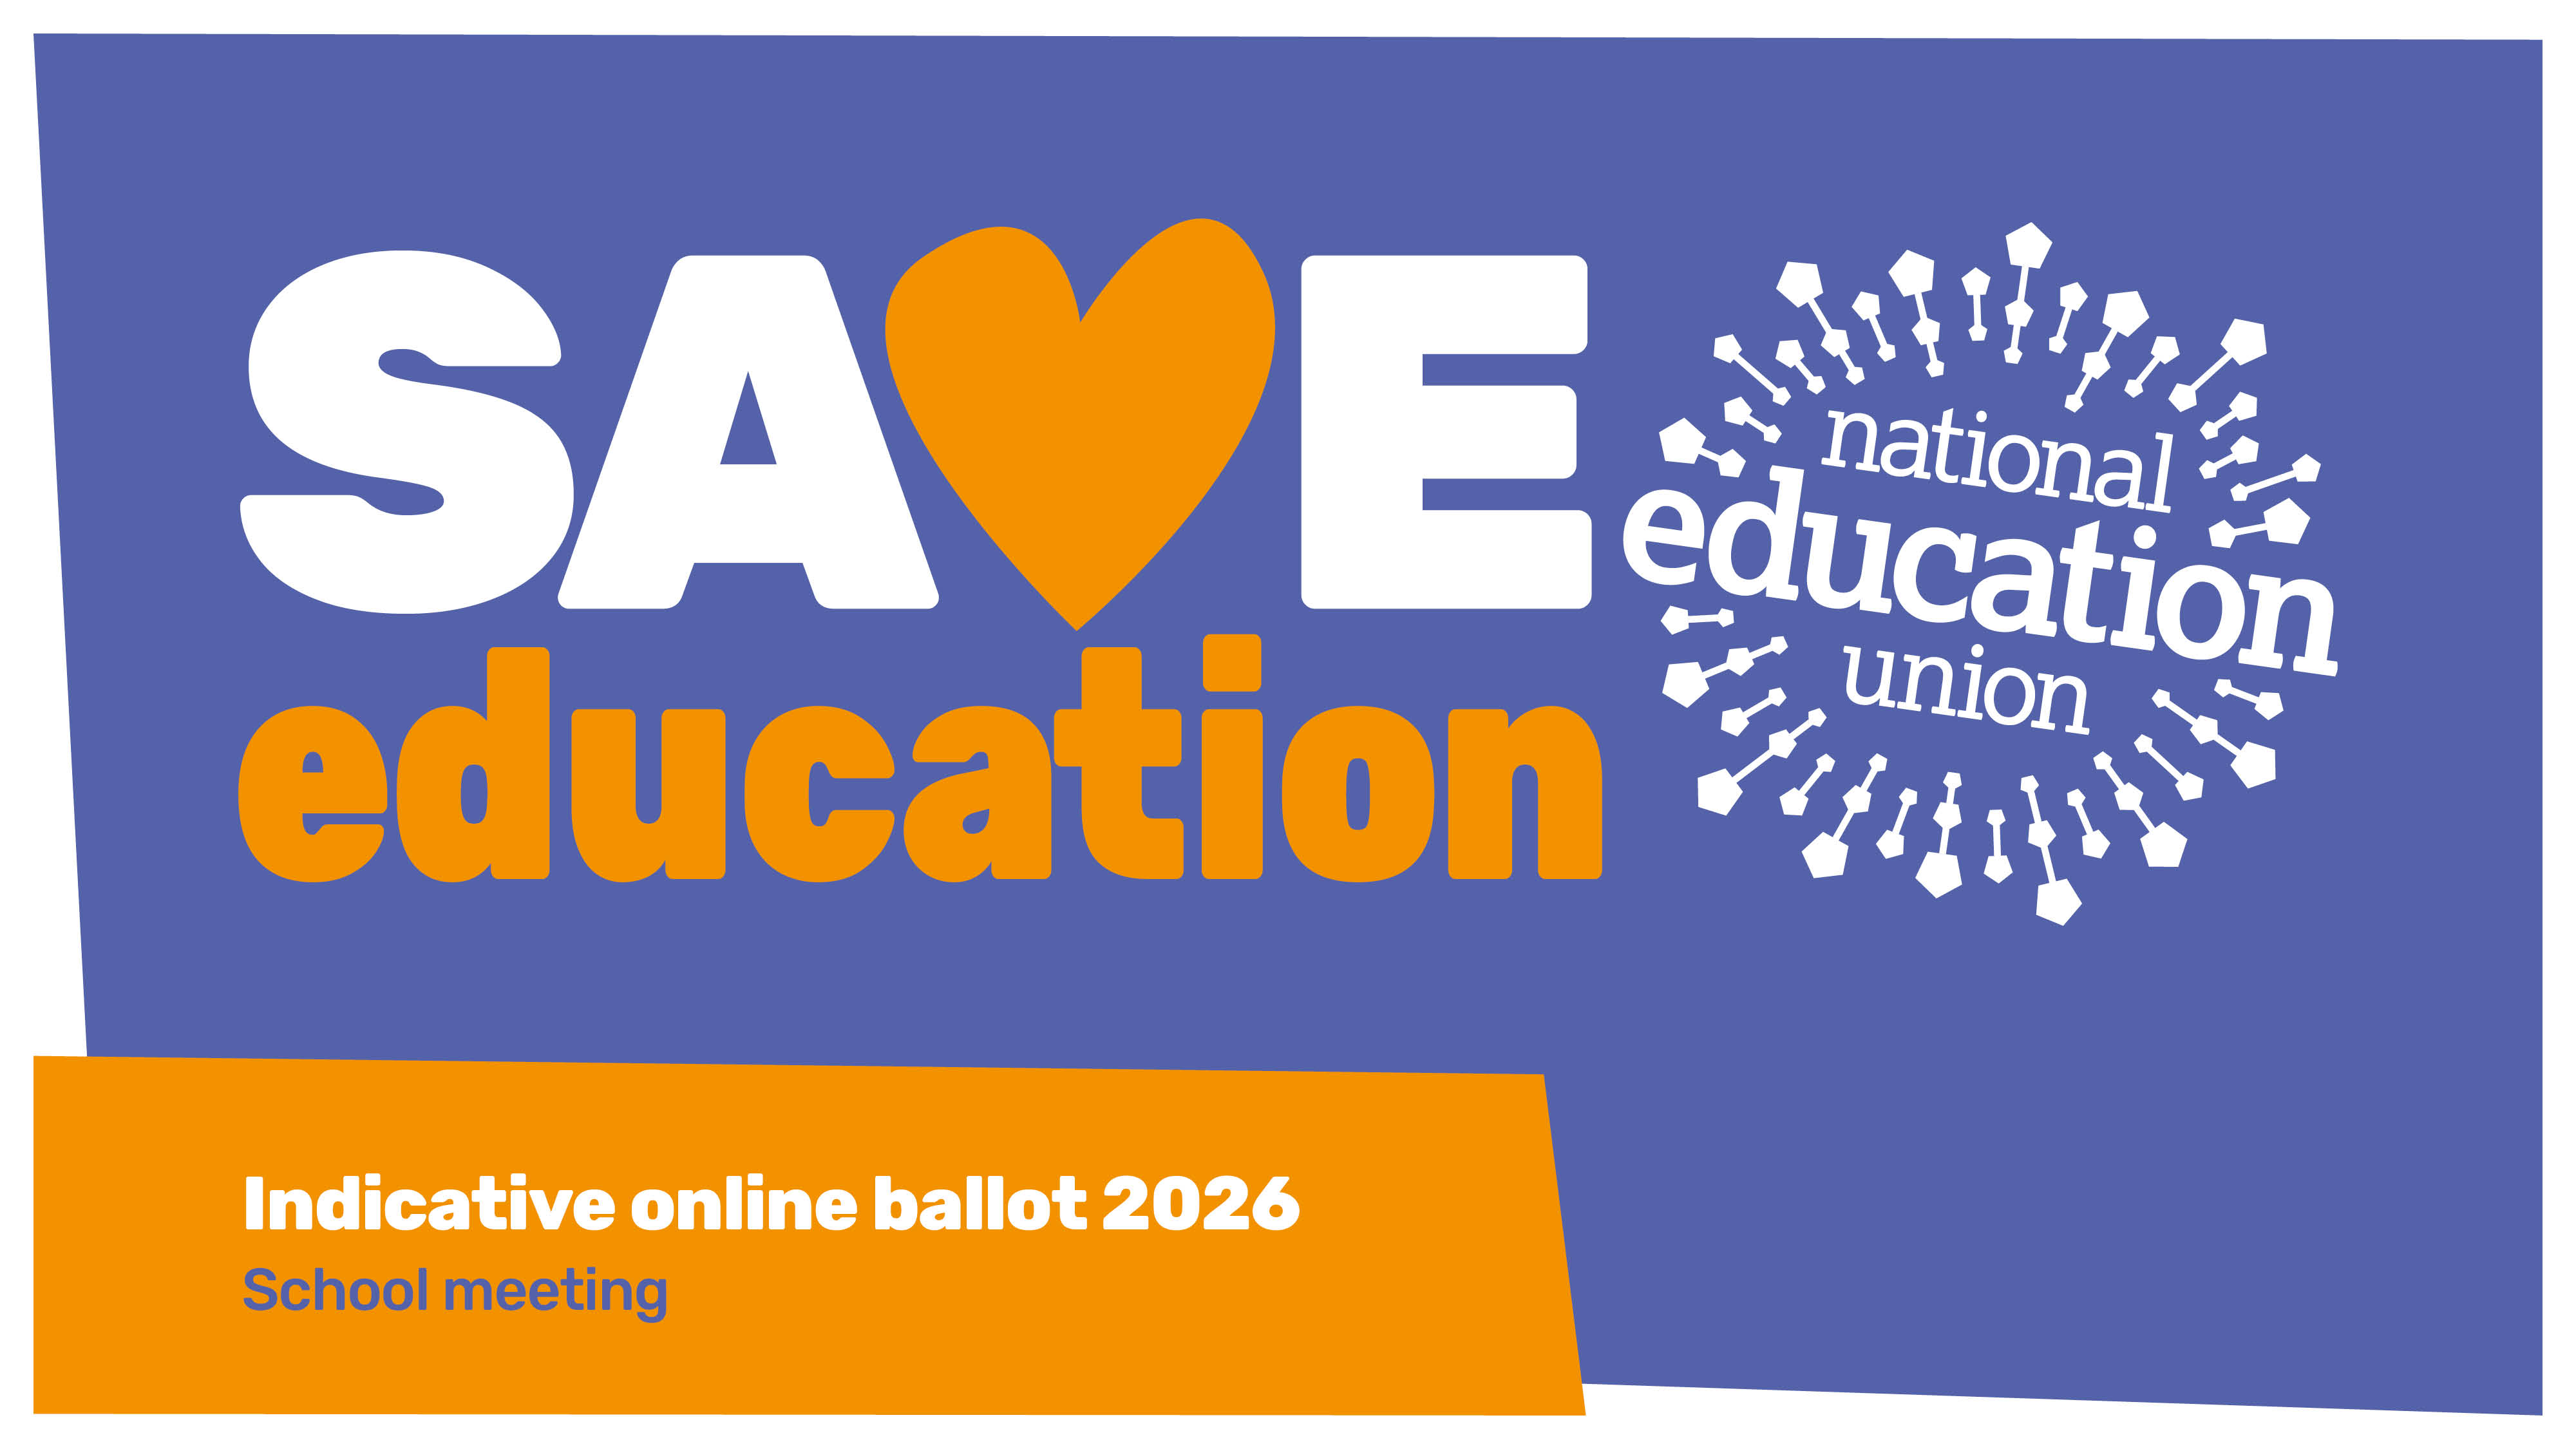 SAVE
education
national
education
union
Indicative online ballot 2026
School meeting